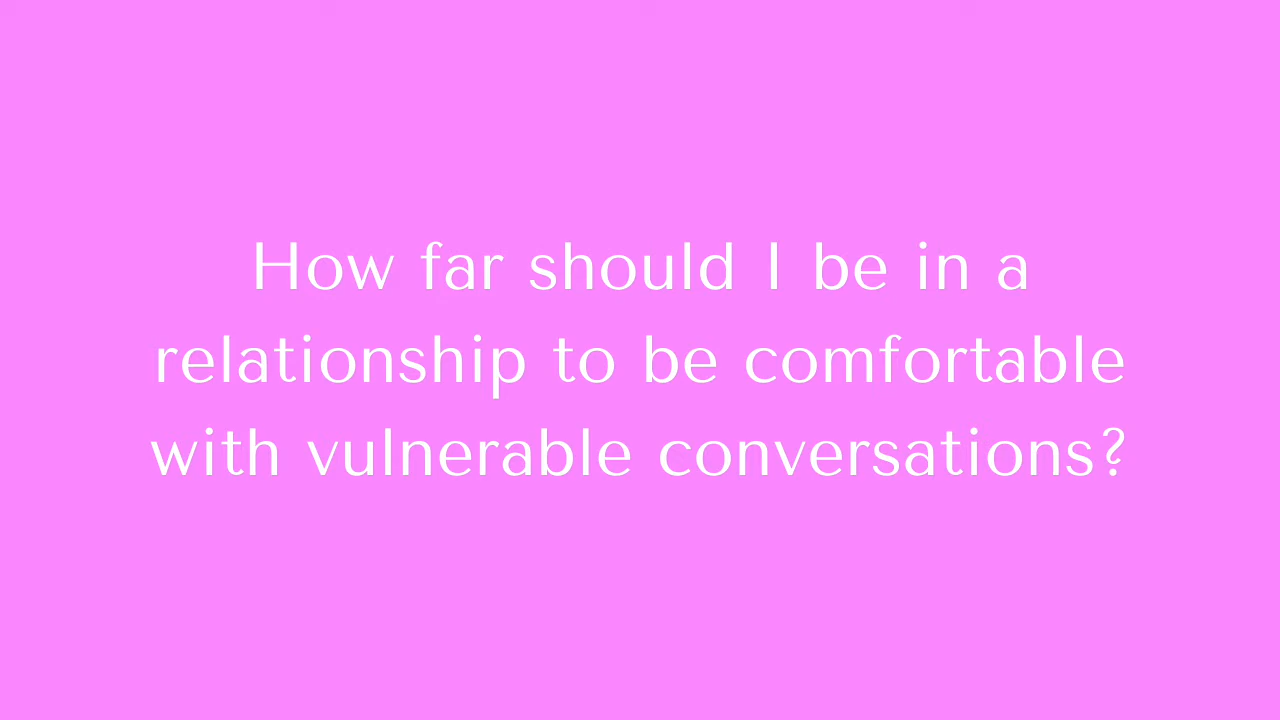 How far should I be in a
relationship to be comfortable
with vulnerable conversations?